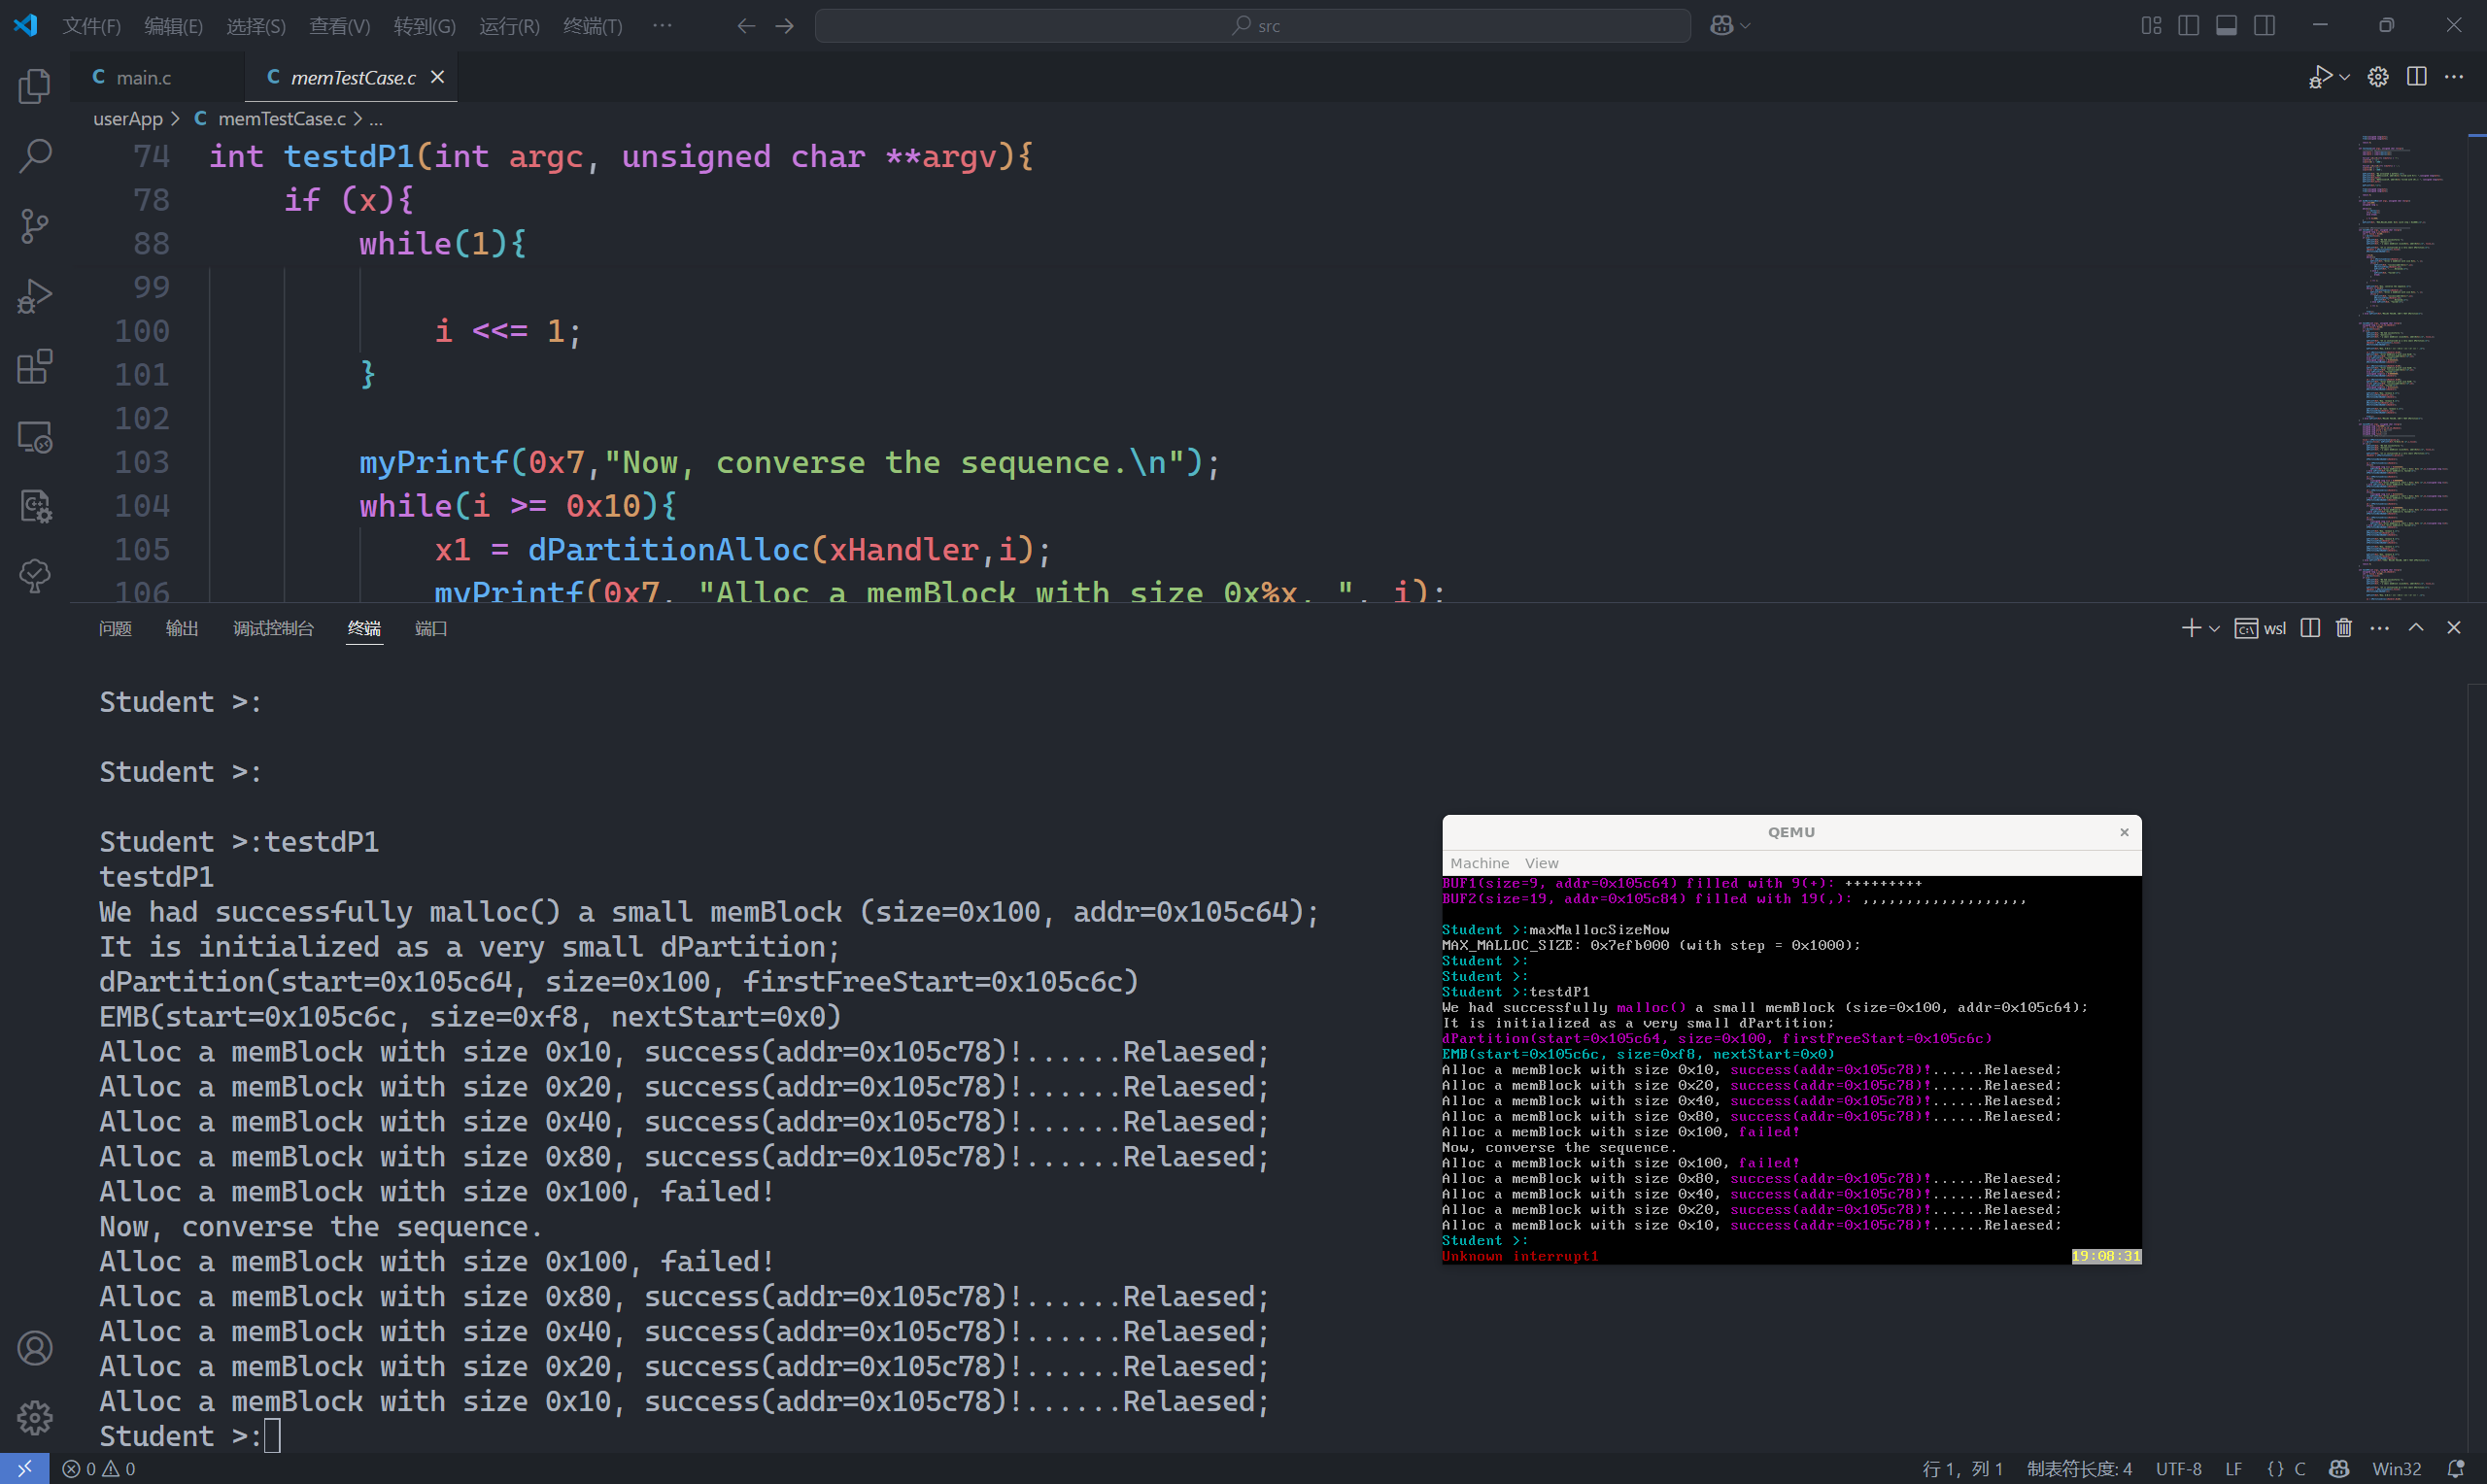 文件(F) 编辑(E) 选择(S) 查看(V) 转到(G) 运行(R) 终端(T) ··· src
main.c memTestCase.c
userApp > C memTestCase.c > ...
74 int testdP1(int argc, unsigned char **argv){
78 if (x){
88 while(1){
99
100 i <<= 1;
101 }
102
103 myPrintf(0x7,"Now, converse the sequence.\n");
104 while(i >= 0x10){
105 x1 = dPartitionAlloc(xHandler,i);
106 myPrintf(0x7, "Alloc a memBlock with size 0x%x, ", i);
问题 输出 调试控制台 终端 端口 wsl
Student >:
Student >:
Student >:testdP1
testdP1
We had successfully malloc() a small memBlock (size=0x100, addr=0x105c64);
It is initialized as a very small dPartition;
dPartition(start=0x105c64, size=0x100, firstFreeStart=0x105c6c)
EMB(start=0x105c6c, size=0xf8, nextStart=0x0)
Alloc a memBlock with size 0x10, success(addr=0x105c78)!......Relaesed;
Alloc a memBlock with size 0x20, success(addr=0x105c78)!......Relaesed;
Alloc a memBlock with size 0x40, success(addr=0x105c78)!......Relaesed;
Alloc a memBlock with size 0x80, success(addr=0x105c78)!......Relaesed;
Alloc a memBlock with size 0x100, failed!
Now, converse the sequence.
Alloc a memBlock with size 0x100, failed!
Alloc a memBlock with size 0x80, success(addr=0x105c78)!......Relaesed;
Alloc a memBlock with size 0x40, success(addr=0x105c78)!......Relaesed;
Alloc a memBlock with size 0x20, success(addr=0x105c78)!......Relaesed;
Alloc a memBlock with size 0x10, success(addr=0x105c78)!......Relaesed;
Student >:
QEMU
Machine View
BUF1(size=9, addr=0x105c64) filled with 9(+): +++++++++
BUF2(size=19, addr=0x105c84) filled with 19(,): ,,,,,,,,,,,,,,,,,,,
Student >:maxMallocSizeNow
MAX_MALLOC_SIZE: 0x7efb000 (with step = 0x1000);
Student >:
Student >:
Student >:testdP1
We had successfully malloc() a small memBlock (size=0x100, addr=0x105c64);
It is initialized as a very small dPartition;
dPartition(start=0x105c64, size=0x100, firstFreeStart=0x105c6c)
EMB(start=0x105c6c, size=0xf8, nextStart=0x0)
Alloc a memBlock with size 0x10, success(addr=0x105c78)!......Relaesed;
Alloc a memBlock with size 0x20, success(addr=0x105c78)!......Relaesed;
Alloc a memBlock with size 0x40, success(addr=0x105c78)!......Relaesed;
Alloc a memBlock with size 0x80, success(addr=0x105c78)!......Relaesed;
Alloc a memBlock with size 0x100, failed!
Now, converse the sequence.
Alloc a memBlock with size 0x100, failed!
Alloc a memBlock with size 0x80, success(addr=0x105c78)!......Relaesed;
Alloc a memBlock with size 0x40, success(addr=0x105c78)!......Relaesed;
Alloc a memBlock with size 0x20, success(addr=0x105c78)!......Relaesed;
Alloc a memBlock with size 0x10, success(addr=0x105c78)!......Relaesed;
Student >:
Unknown interrupt1 19:08:31
0 0 行 1，列 1 制表符长度: 4 UTF-8 LF {} C Win32